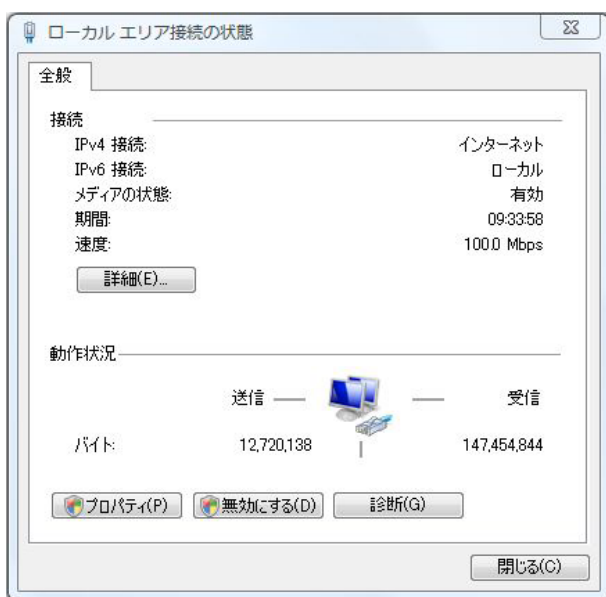 ローカル エリア接続の状態
全般
接続
IPv4 接続: インターネット
IPv6 接続: ローカル
メディアの状態: 有効
期間: 09:33:58
速度: 100.0 Mbps
詳細(E)...
動作状況
送信 受信
バイト: 12,720,138 147,454,844
プロパティ(P) 無効にする(D) 診断(G)
閉じる(C)